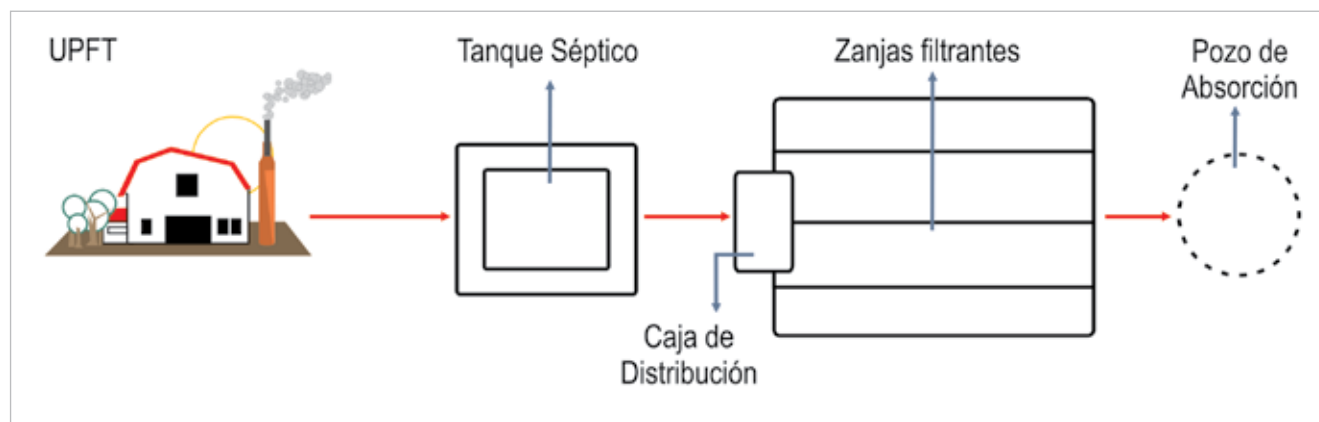 UPFT
Tanque Séptico
Zanjas filtrantes
Pozo de
Absorción
Caja de
Distribución